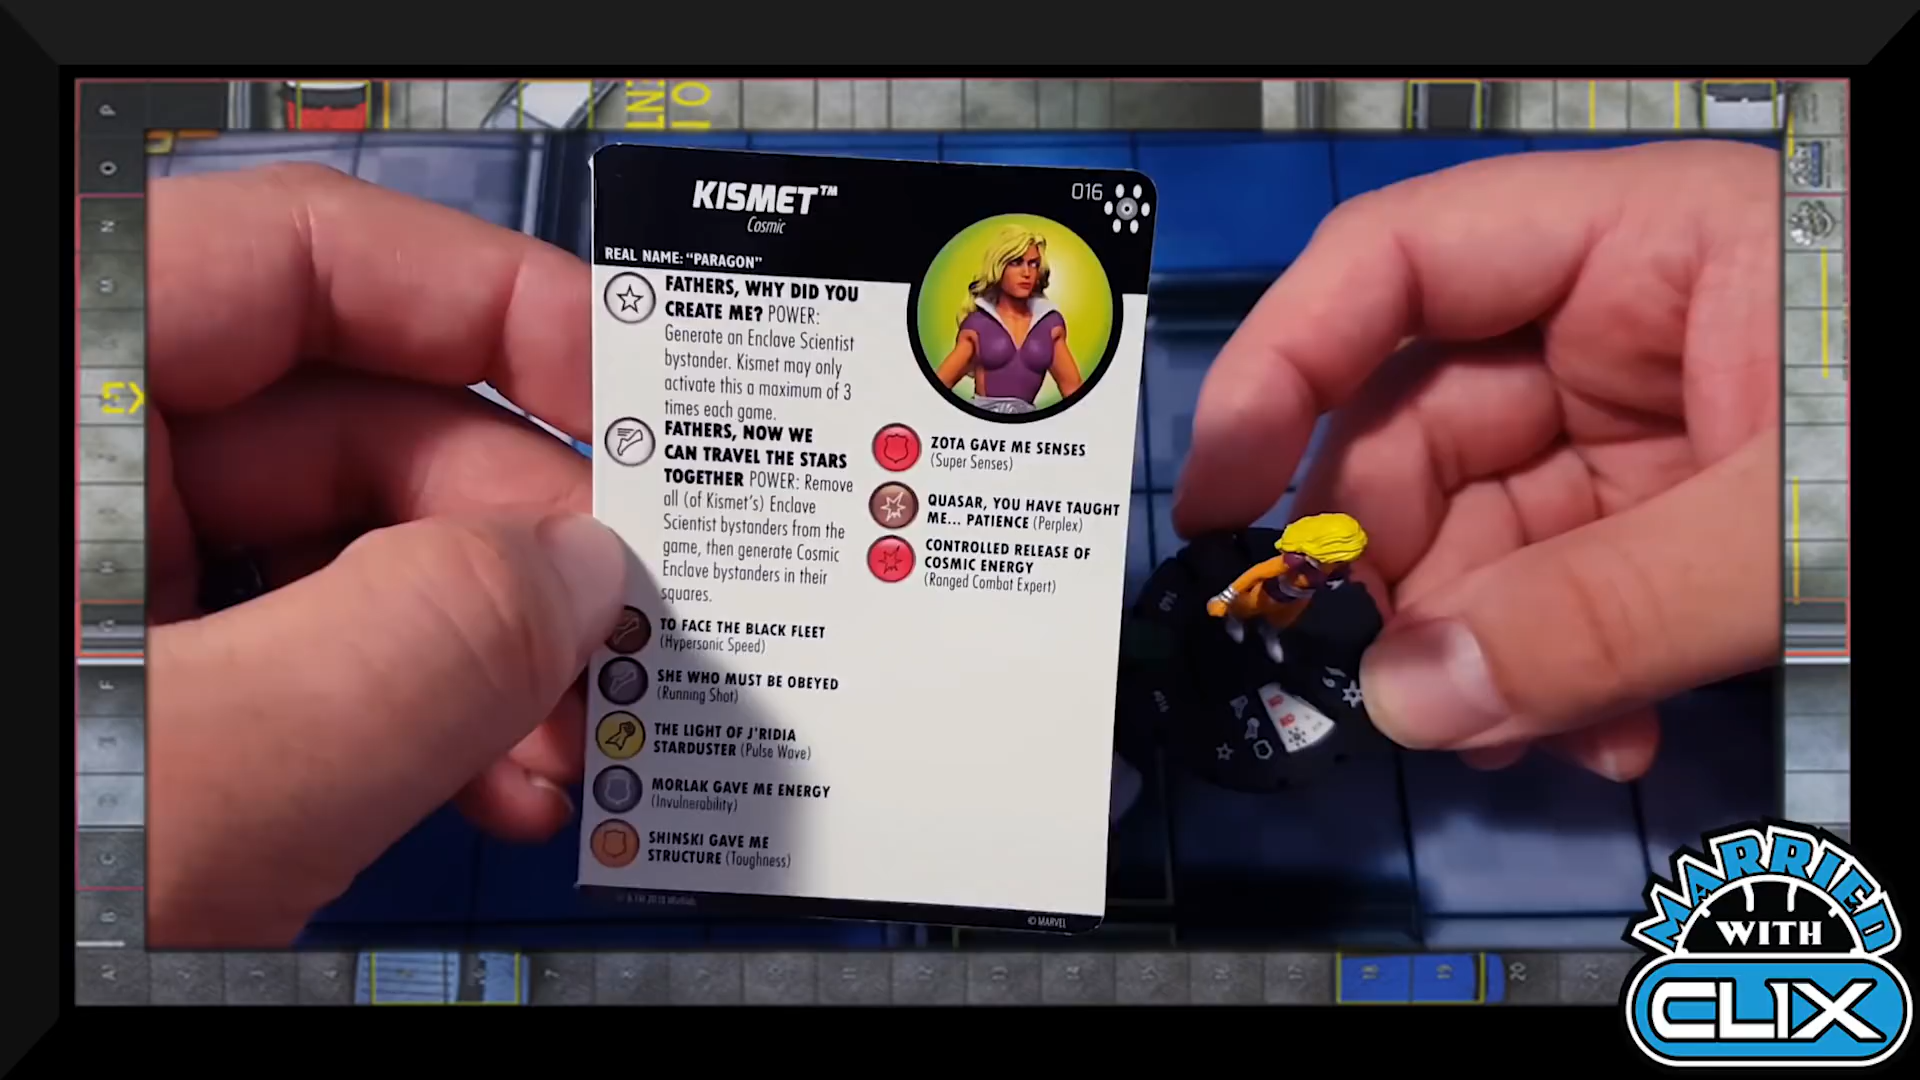 KISMET™
Cosmic
016
REAL NAME: "PARAGON"
FATHERS, WHY DID YOU
CREATE ME? POWER:
Generate an Enclave Scientist
bystander. Kismet may only
activate this a maximum of 3
times each game.
FATHERS, NOW WE
CAN TRAVEL THE STARS
TOGETHER POWER: Remove
all (of Kismet's) Enclave
Scientist bystanders from the
game, then generate Cosmic
Enclave bystanders in their
squares.
TO FACE THE BLACK FLEET
(Hypersonic Speed)
SHE WHO MUST BE OBEYED
(Running Shot)
THE LIGHT OF J'RIDIA
STARDUSTER (Pulse Wave)
MORLAK GAVE ME ENERGY
(Invulnerability)
SHINSKI GAVE ME
STRUCTURE (Toughness)
ZOTA GAVE ME SENSES
(Super Senses)
QUASAR, YOU HAVE TAUGHT
ME... PATIENCE (Perplex)
CONTROLLED RELEASE OF
COSMIC ENERGY
(Ranged Combat Expert)
© MARVEL
MARRIED
WITH
CLIX